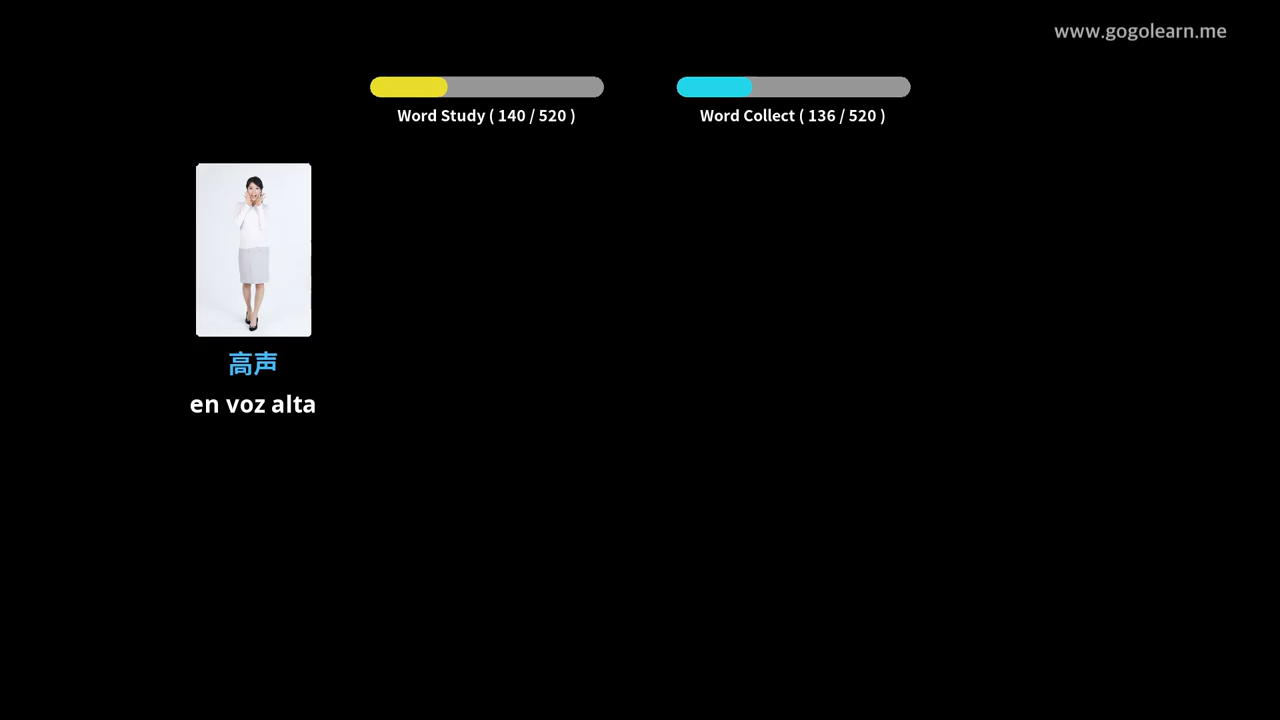 www.gogolearn.me
Word Study ( 140 / 520 )
Word Collect ( 136 / 520 )
高声
en voz alta